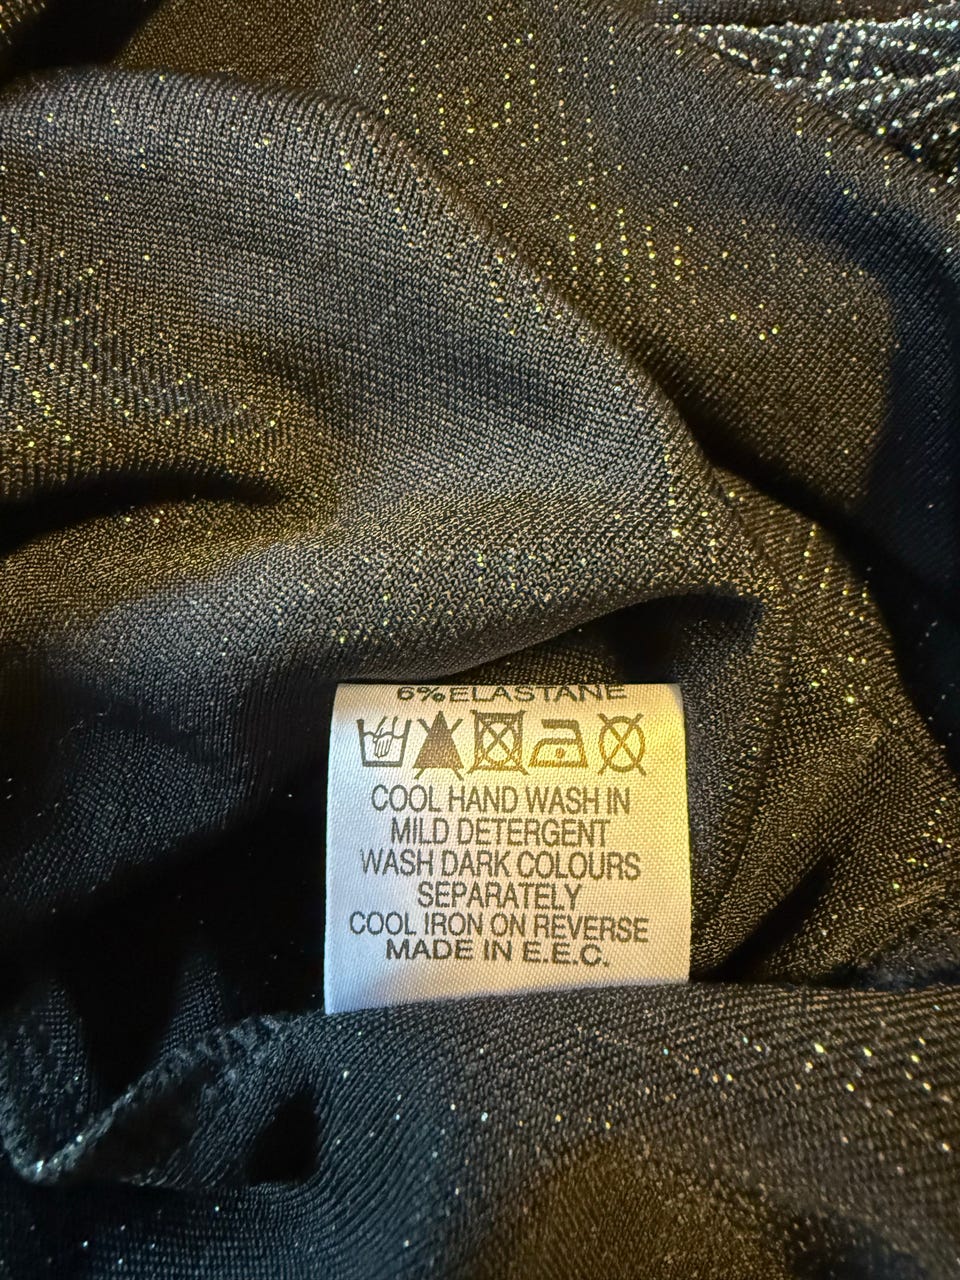 6% ELASTANE
COOL HAND WASH IN
MILD DETERGENT
WASH DARK COLOURS
SEPARATELY
COOL IRON ON REVERSE
MADE IN E.E.C.